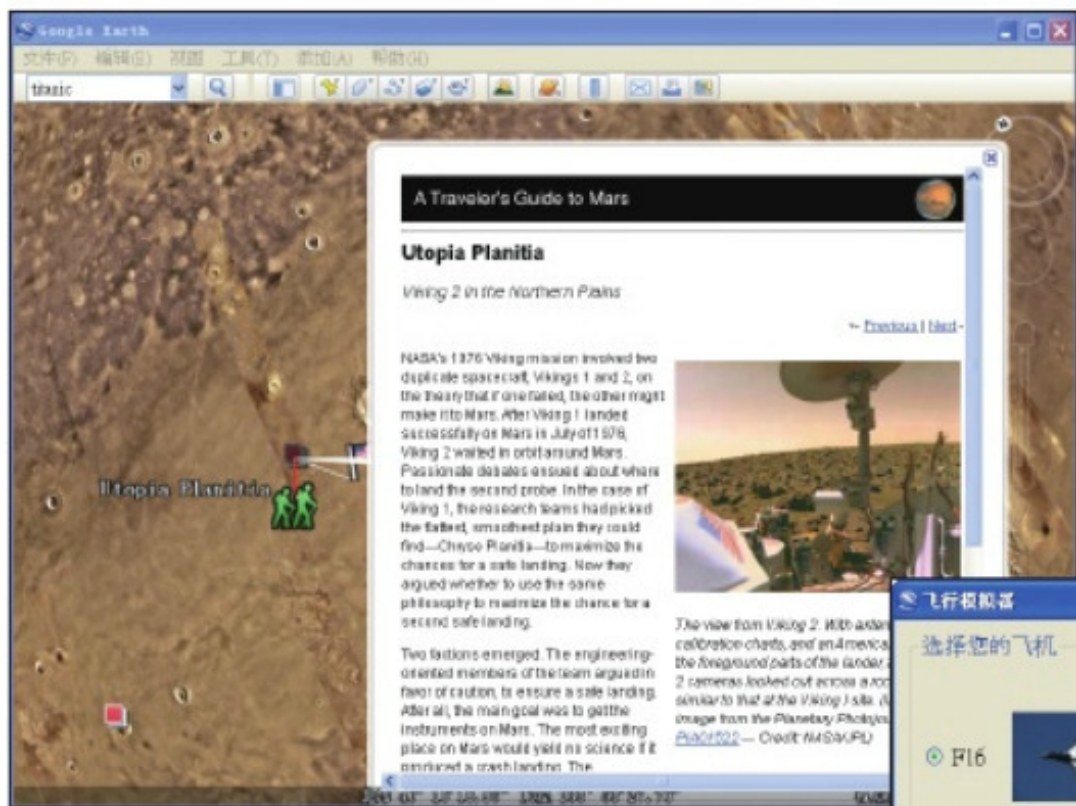 Google Earth
文件(F) 编辑(E) 视图 工具(T) 添加(A) 帮助(H)
titanic
A Traveler's Guide to Mars
Utopia Planitia
Viking 2 in the Northern Plains
Previous | Next
NASA's 1976 Viking mission involved two
duplicate spacecraft, Vikings 1 and 2, on
the theory that if one failed, the other might
make it to Mars. After Viking 1 landed
successfully on Mars in July of 1976,
Viking 2 waited in orbit around Mars.
Passionate debates ensued about where
to land the second probe. In the case of
Viking 1, the research teams had picked
the flattest, smoothest plain they could
find—Chryse Planitia—to maximize the
chances for a safe landing. Now they
argued whether to use the same
philosophy to maximize the chance for a
second safe landing.
Two factions emerged. The engineering-
oriented members of the team argued in
favor of caution, to ensure a safe landing.
After all, the main goal was to get the
instruments on Mars. The most exciting
place on Mars would yield no science if it
produced a crash landing. The
The view from Viking 2. With
calibration charts, and an
the foreground parts of the lander,
2 cameras looked out across a
similar to that at the Viking 1 site.
image from the Planetary
— Credit: NASA/JPL)
Utopia Planitia
飞行模拟器
选择您的飞机
F16